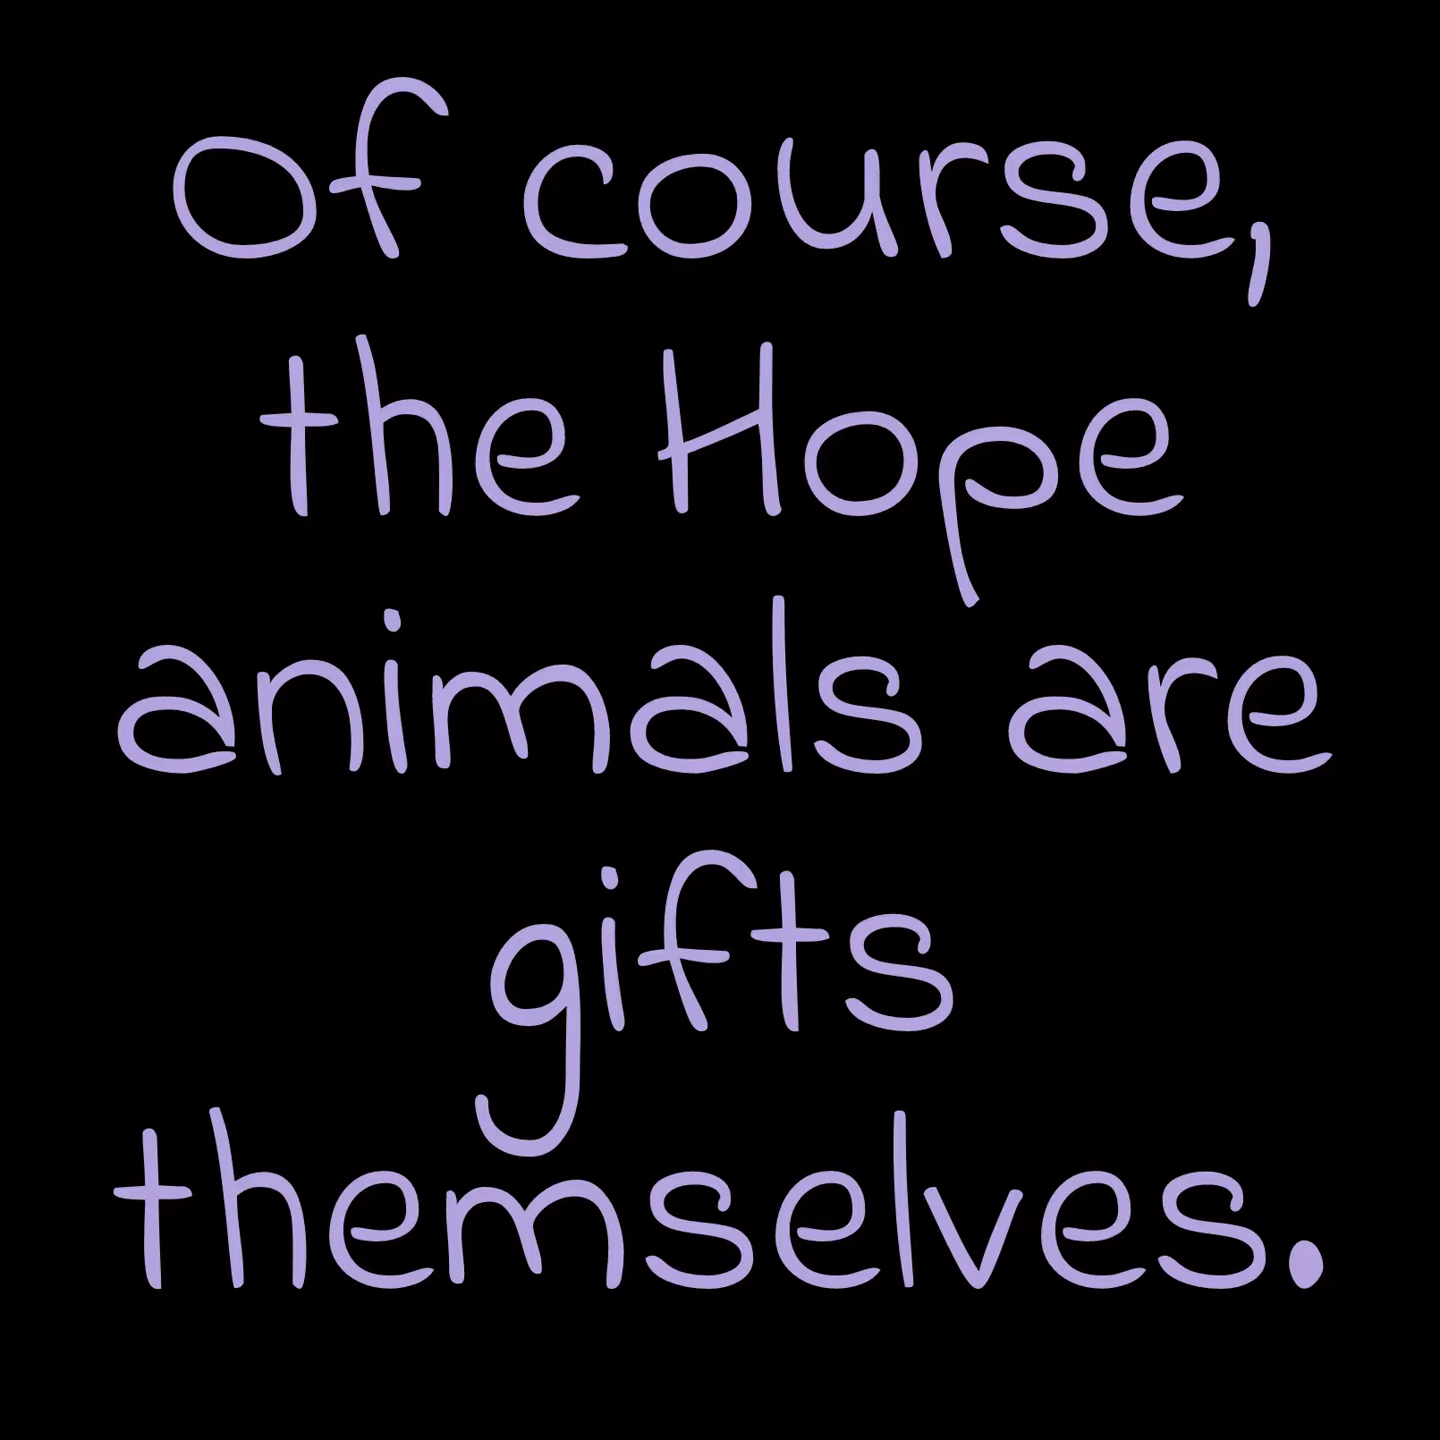 Of course,
the Hope
animals are
gifts
themselves.